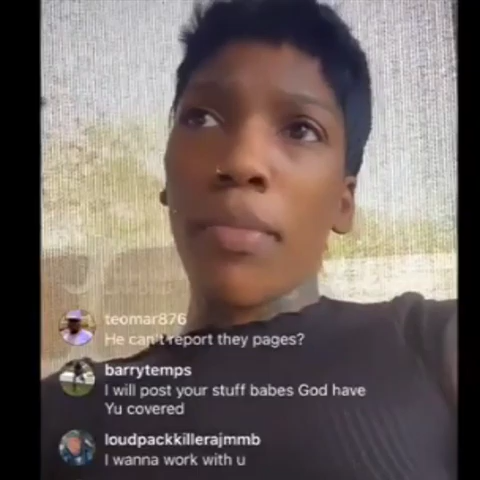 teomar876
He can't report they pages?
barrytemps
I will post your stuff babes God have
Yu covered
loudpackkillerajmmb
I wanna work with u